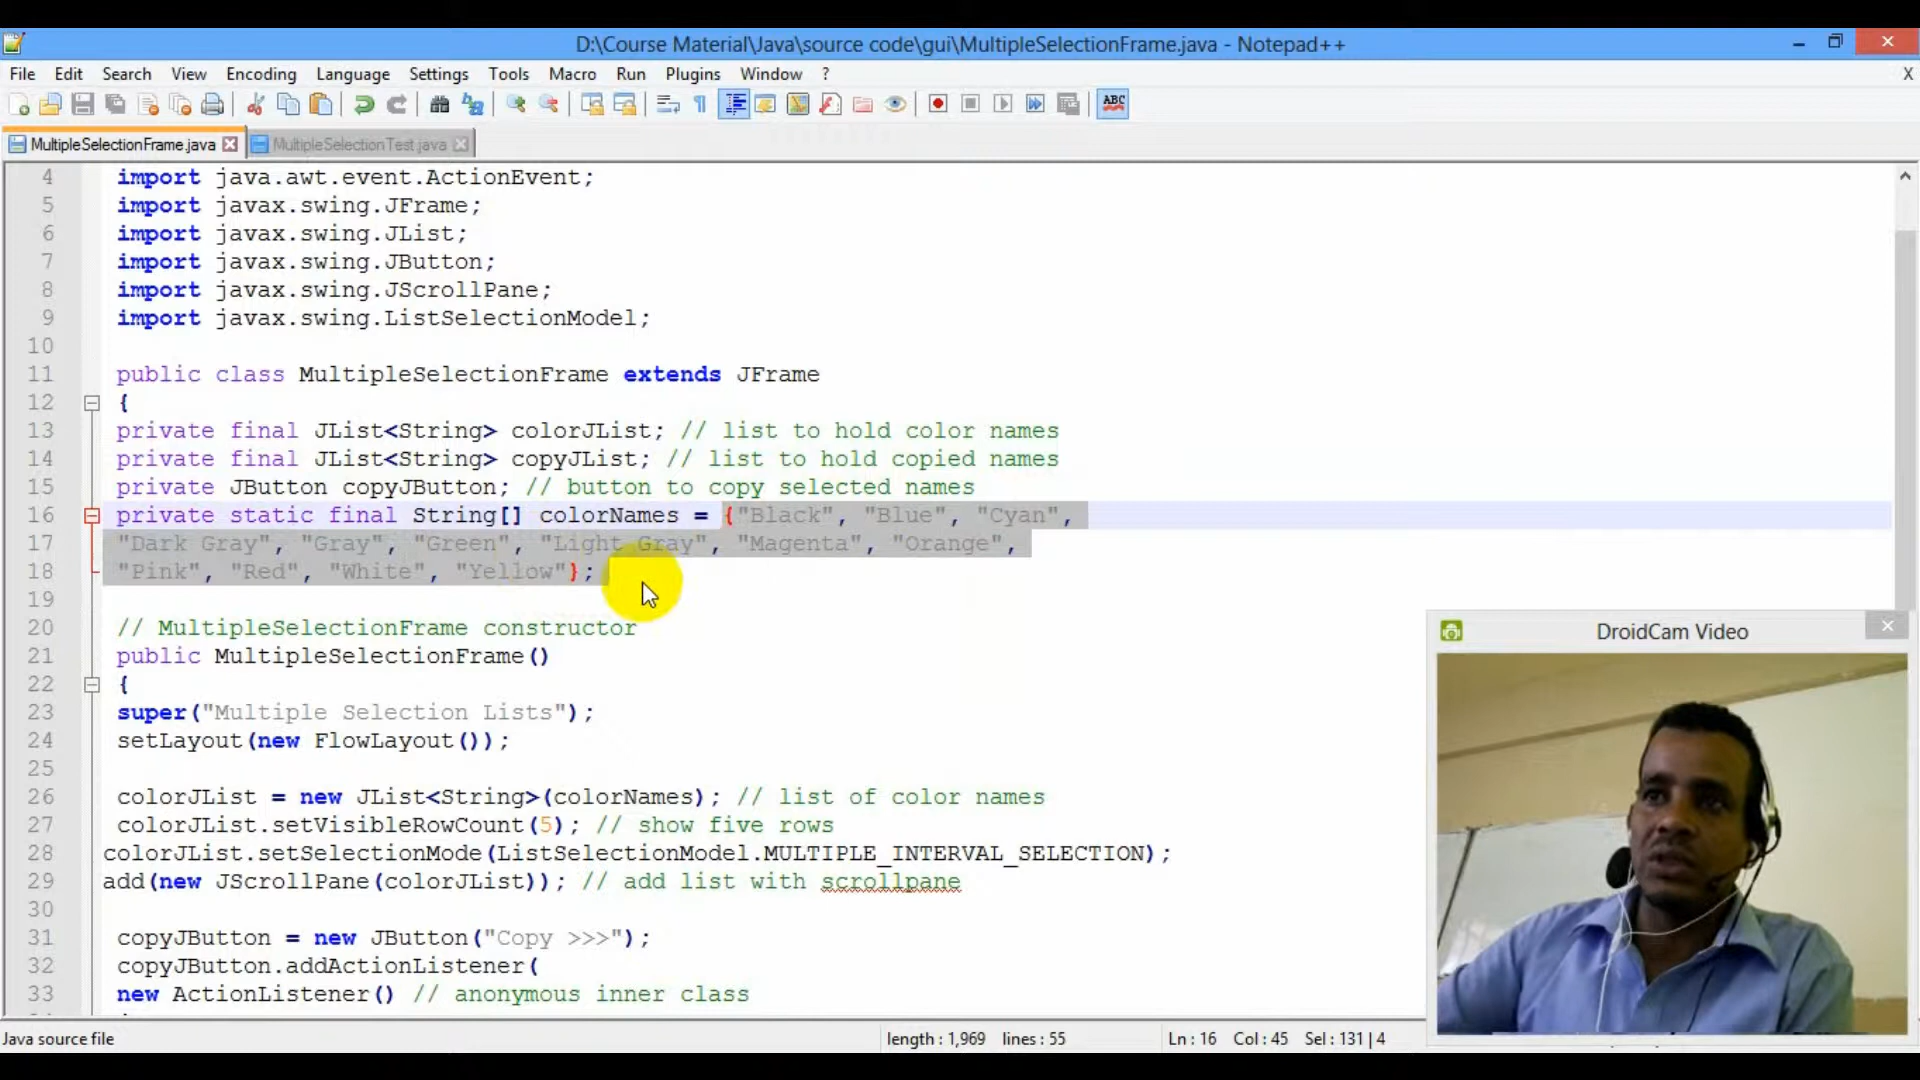 D:\Course Material\Java\source code\gui\MultipleSelectionFrame.java - Notepad++
File Edit Search View Encoding Language Settings Tools Macro Run Plugins Window ? X
ABC
MultipleSelectionFrame.java MultipleSelectionTest.java
4 import java.awt.event.ActionEvent;
5 import javax.swing.JFrame;
6 import javax.swing.JList;
7 import javax.swing.JButton;
8 import javax.swing.JScrollPane;
9 import javax.swing.ListSelectionModel;
10
11 public class MultipleSelectionFrame extends JFrame
12 {
13 private final JList<String> colorJList; // list to hold color names
14 private final JList<String> copyJList; // list to hold copied names
15 private JButton copyJButton; // button to copy selected names
16 private static final String[] colorNames = {"Black", "Blue", "Cyan",
17 "Dark Gray", "Gray", "Green", "Light Gray", "Magenta", "Orange",
18 "Pink", "Red", "White", "Yellow"};
19
20 // MultipleSelectionFrame constructor
21 public MultipleSelectionFrame()
22 {
23 super("Multiple Selection Lists");
24 setLayout(new FlowLayout());
25
26 colorJList = new JList<String>(colorNames); // list of color names
27 colorJList.setVisibleRowCount(5); // show five rows
28 colorJList.setSelectionMode(ListSelectionModel.MULTIPLE_INTERVAL_SELECTION);
29 add(new JScrollPane(colorJList)); // add list with scrollpane
30
31 copyJButton = new JButton("Copy >>>");
32 copyJButton.addActionListener(
33 new ActionListener() // anonymous inner class
DroidCam Video
Java source file length : 1,969 lines : 55 Ln : 16 Col : 45 Sel : 131 | 4